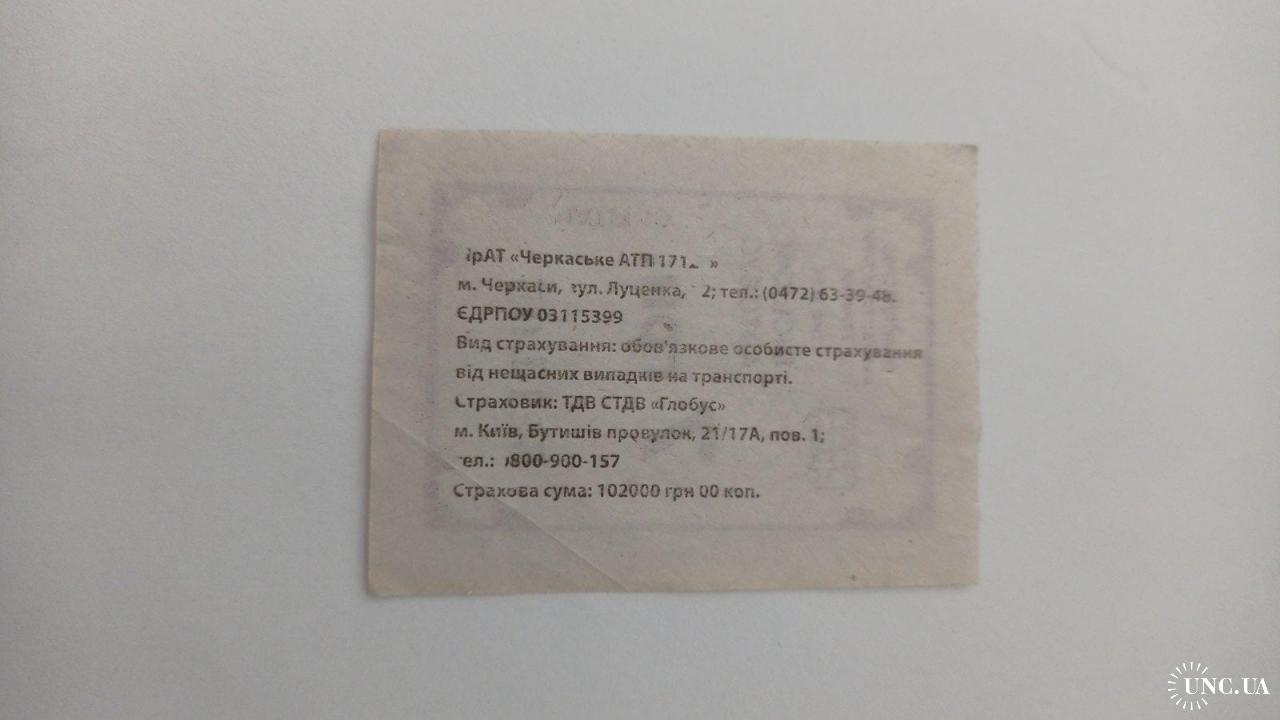 «Черкаське АТП
м. Черкаси, вул. Луценка, 2; тел.: (0472) 63-39-48.
ЄДРПОУ 03115399
Вид страхування: обов'язкове особисте страхування
від нещасних випадків на транспорті.
Страховик: ТДВ СТДВ «Глобус»
м. Київ, Бутишів провулок, 21/17А, пов. 1;
тел.: 0800-900-157
Страхова сума: 102000 грн 00 коп.
UNC.UA